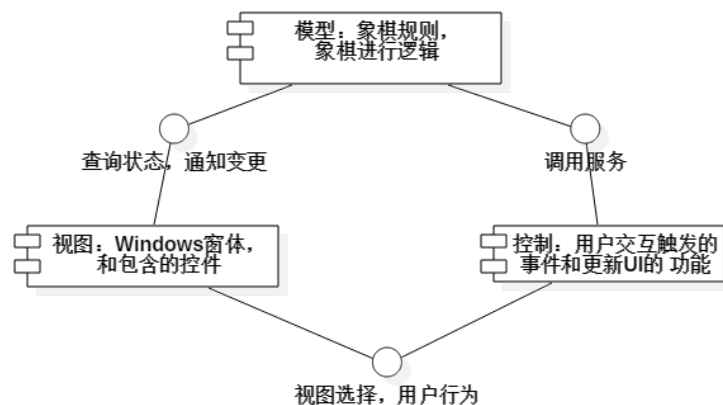 模型：象棋规则，
象棋进行逻辑
查询状态，通知变更
调用服务
视图：Windows窗体，
和包含的控件
控制：用户交互触发的
事件和更新UI的 功能
视图选择，用户行为